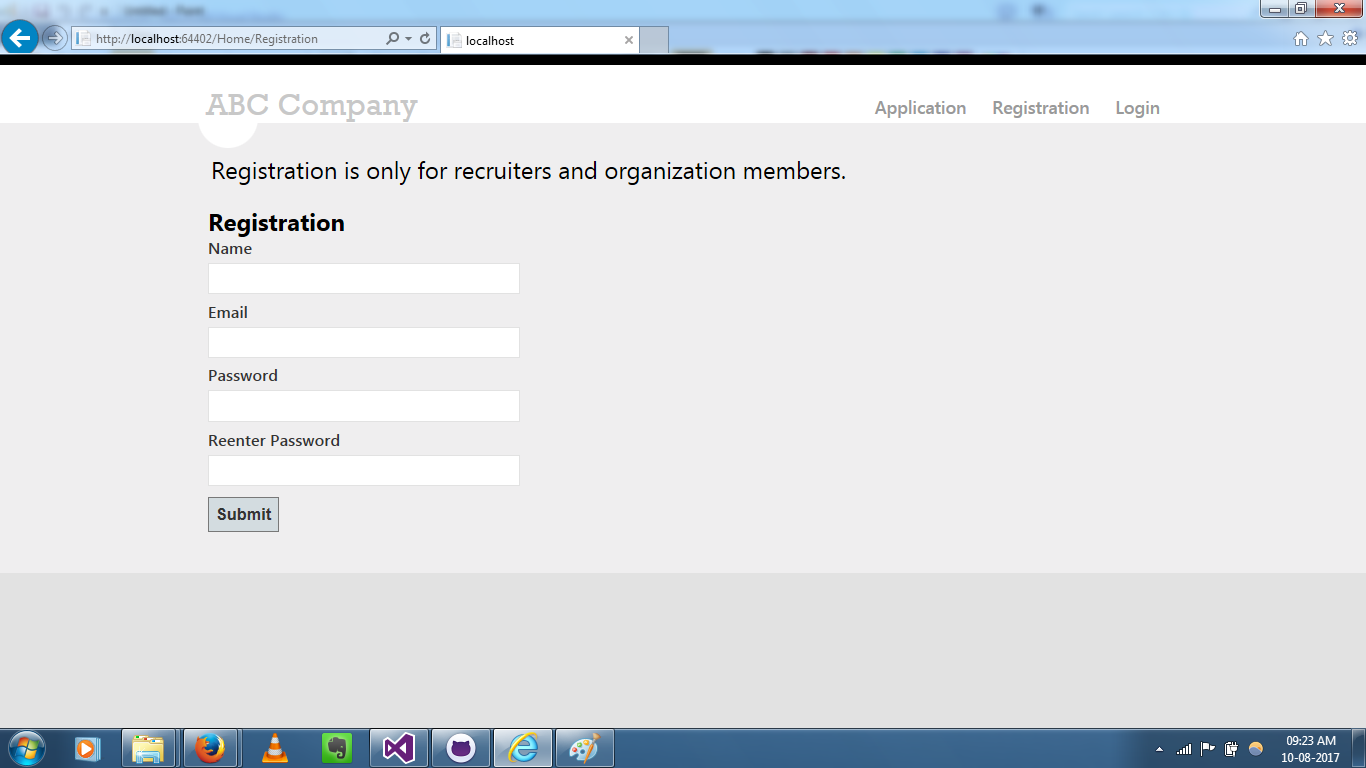 http://localhost:64402/Home/Registration
localhost
ABC Company
Application Registration Login
Registration is only for recruiters and organization members.
Registration
Name
Email
Password
Reenter Password
Submit
09:23 AM
10-08-2017